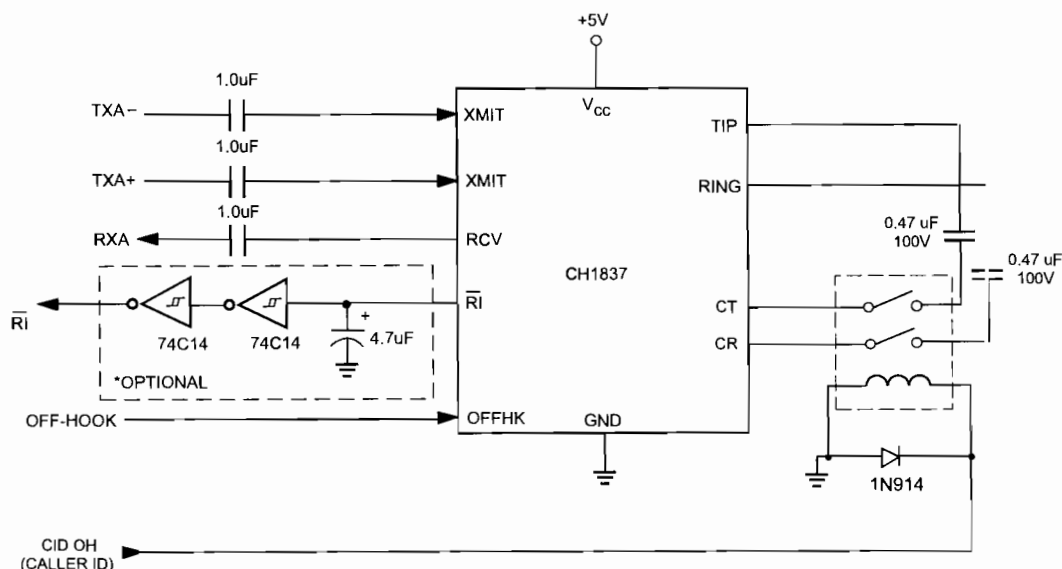 +5V
1.0uF
TXA–
XMIT
VCC
TIP
1.0uF
TXA+
XMIT
RING
1.0uF
RXA
RCV
0.47 uF
100V
0.47 uF
100V
CH1837
RI
RI
CT
+
4.7uF
74C14
74C14
CR
*OPTIONAL
OFF-HOOK
OFFHK
GND
1N914
CID OH
(CALLER ID)